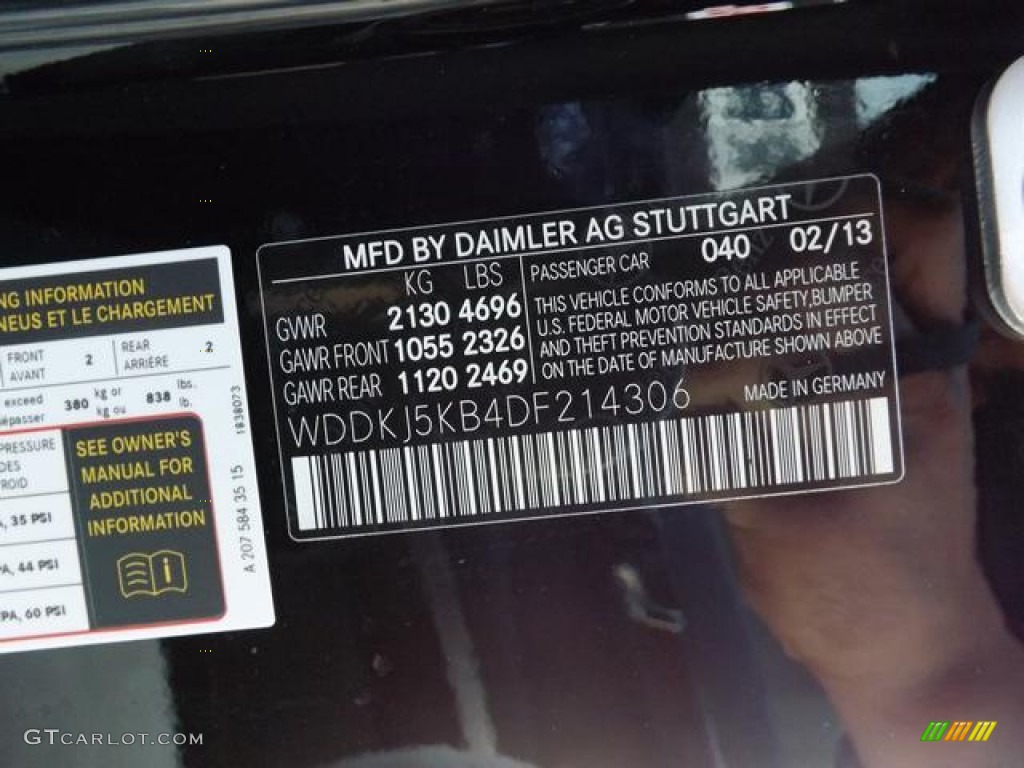 MFD BY DAIMLER AG STUTTGART
KG LBS
040 02/13
GVWR 2130 4696
GAWR FRONT 1055 2326
GAWR REAR 1120 2469
PASSENGER CAR
THIS VEHICLE CONFORMS TO ALL APPLICABLE
U.S. FEDERAL MOTOR VEHICLE SAFETY, BUMPER
AND THEFT PREVENTION STANDARDS IN EFFECT
ON THE DATE OF MANUFACTURE SHOWN ABOVE
WDDKJ5KB4DF214306
MADE IN GERMANY
INFORMATION
ET LE CHARGEMENT
FRONT
AVANT 2
REAR
ARRIÈRE 2
exceed 380 kg or 838 lbs.
kg ou lb.
PRESSURE
35 PSI
44 PSI
60 PSI
SEE OWNER'S
MANUAL FOR
ADDITIONAL
INFORMATION
i
A 207 584 35 15
1838073
GTCARLOT.COM